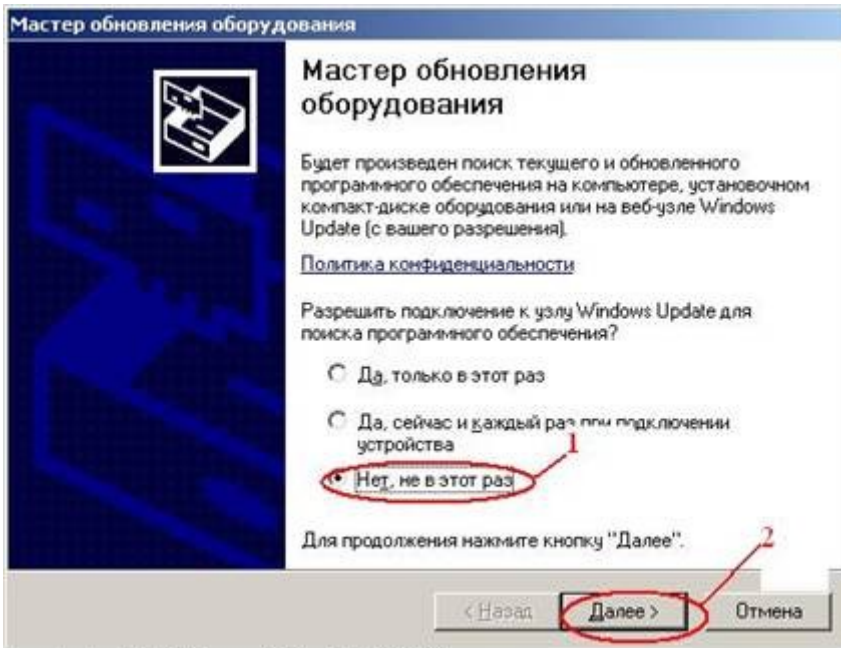 Мастер обновления оборудования
Мастер обновления
оборудования
Будет произведен поиск текущего и обновленного
программного обеспечения на компьютере, установочном
компакт-диске оборудования или на веб-узле Windows
Update (с вашего разрешения).
Политика конфиденциальности
Разрешить подключение к узлу Windows Update для
поиска программного обеспечения?
Да, только в этот раз
Да, сейчас и каждый раз при подключении
устройства
1
Нет, не в этот раз
Для продолжения нажмите кнопку "Далее".
2
< Назад
Далее >
Отмена